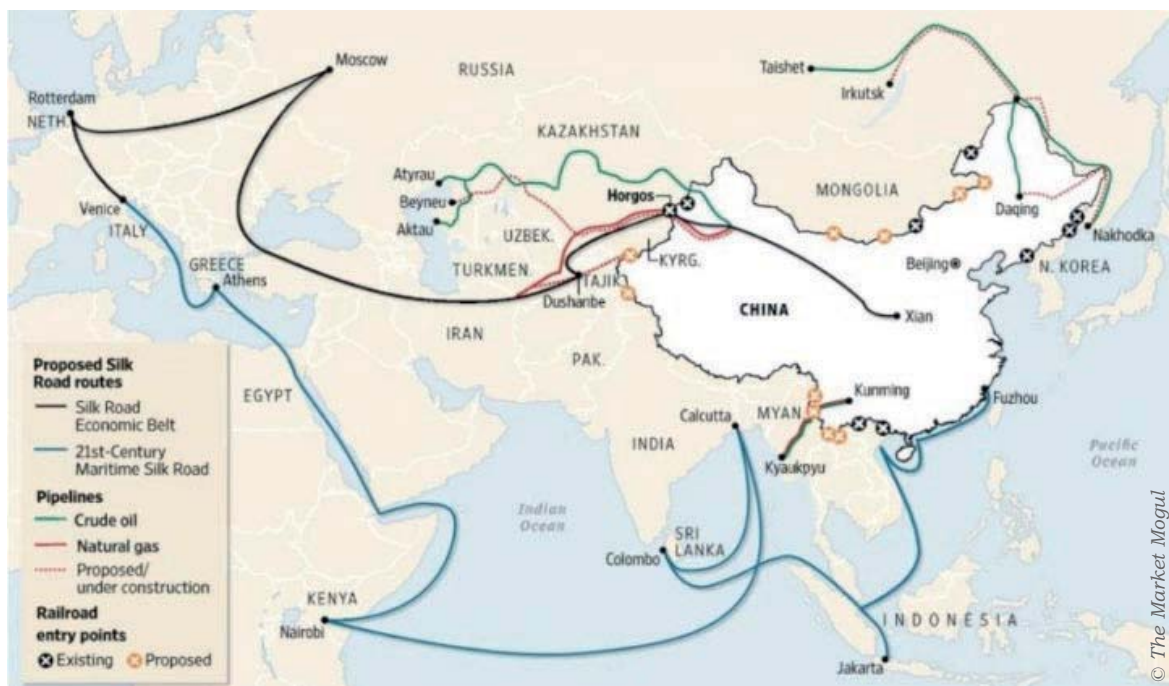 Moscow
RUSSIA
Taishet
Irkutsk
Rotterdam
NETH.
KAZAKHSTAN
Atyrau
Beyneu
Aktau
Horgos
MONGOLIA
Daqing
Nakhodka
Venice
ITALY
UZBEK.
TURKMEN.
KYRG.
TAJIK.
Dushanbe
Beijing
N. KOREA
GREECE
Athens
CHINA
Xian
IRAN
PAK.
EGYPT
Calcutta
MYAN
Kunming
Fuzhou
INDIA
Kyaukpyu
Pacific
Ocean
Indian
Ocean
SRI
LANKA
Colombo
KENYA
Nairobi
INDONESIA
Jakarta
Proposed Silk
Road routes
Silk Road
Economic Belt
21st-Century
Maritime Silk Road
Pipelines
Crude oil
Natural gas
Proposed/
under construction
Railroad
entry points
Existing Proposed
© The Market Mogul